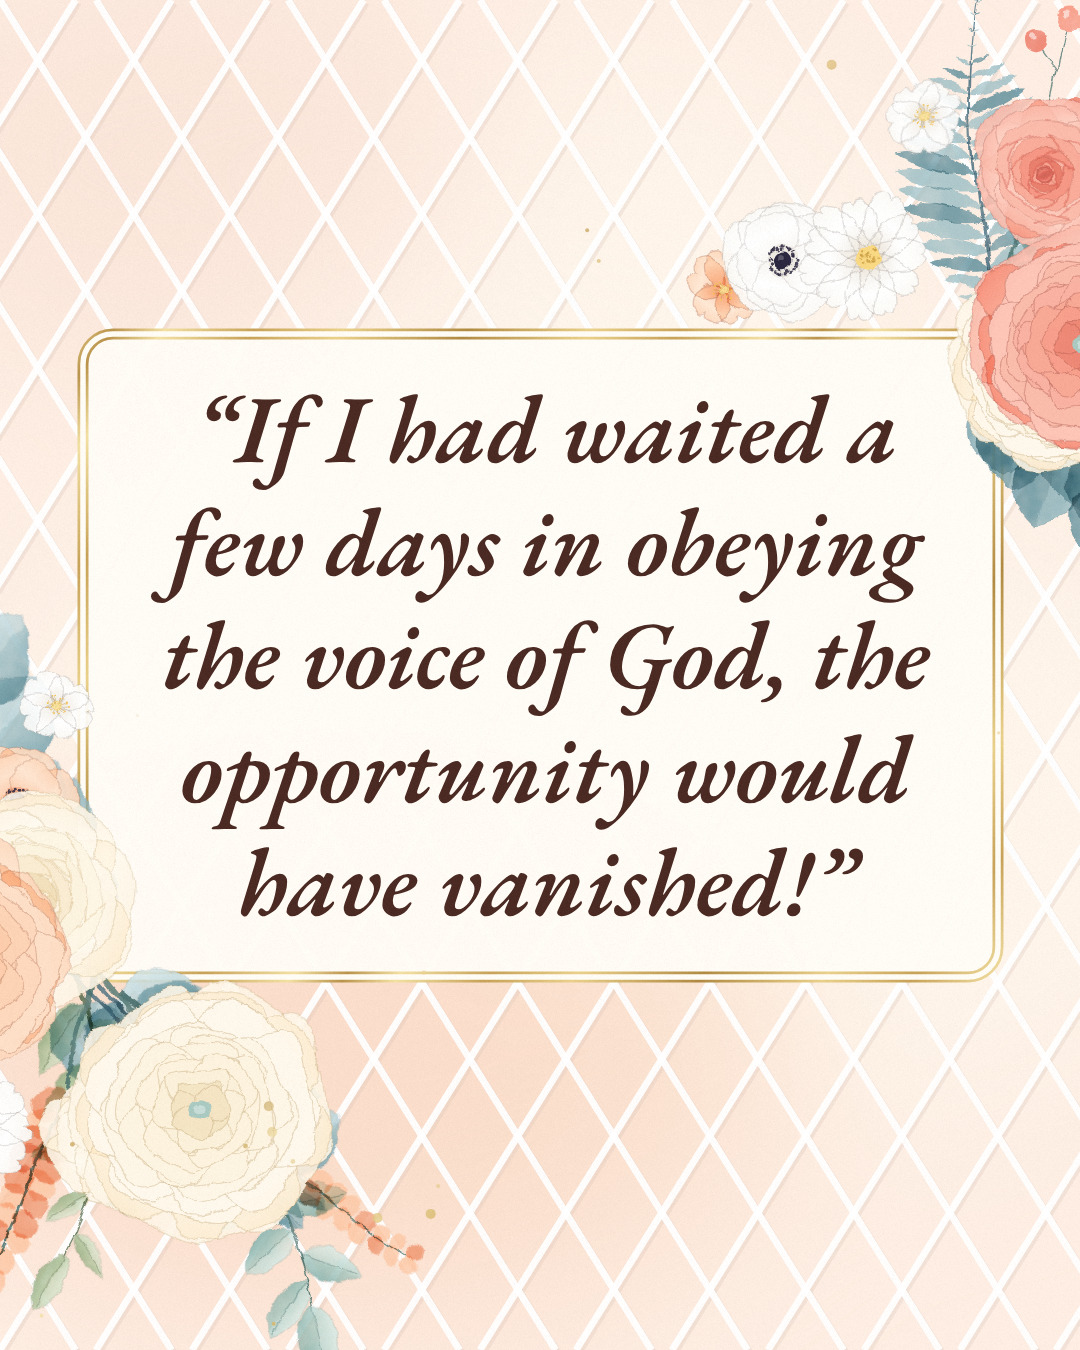 “If I had waited a
few days in obeying
the voice of God, the
opportunity would
have vanished!”